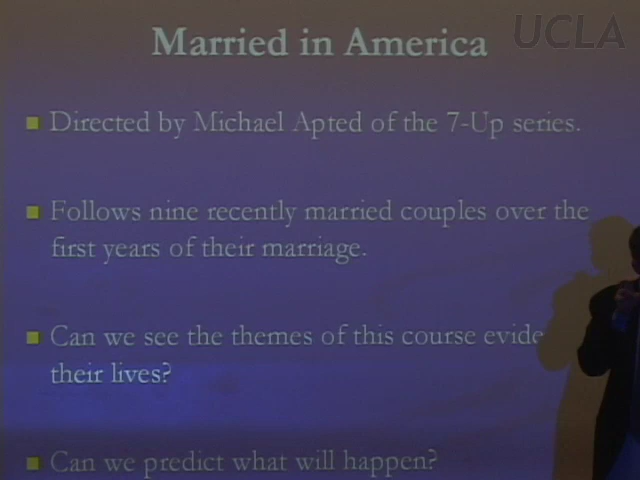 UCLA
Married in America
Directed by Michael Apted of the 7-Up series.
Follows nine recently married couples over the
first years of their marriage.
Can we see the themes of this course evide
their lives?
Can we predict what will happen?